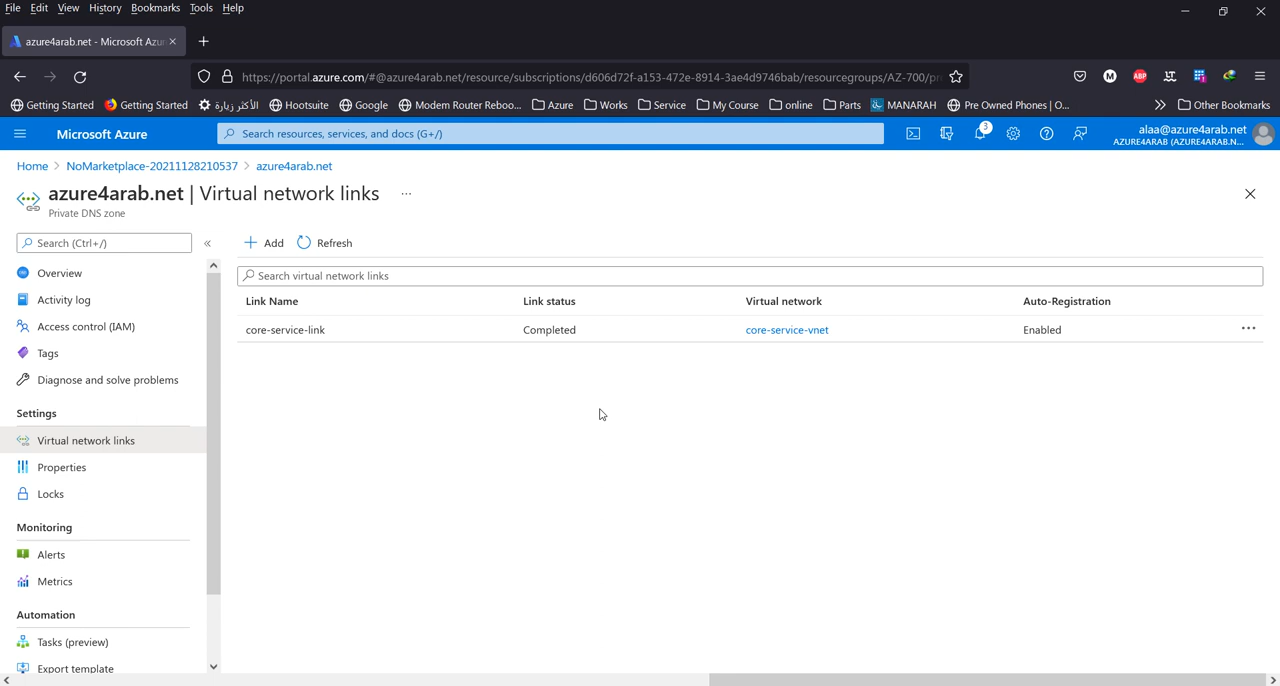 File Edit View History Bookmarks Tools Help
azure4arab.net - Microsoft Azu
https://portal.azure.com/#@azure4arab.net/resource/subscriptions/d606d72f-a153-472e-8914-3ae4d9746bab/resourcegroups/AZ-700/pr
M ABP
Getting Started Getting Started الأكثر زيارة Hootsuite Google Modem Router Reboo... Azure Works Service My Course online Parts MANARAH Pre Owned Phones | O... Other Bookmarks
Microsoft Azure Search resources, services, and docs (G+/) 3 alaa@azure4arab.net
AZURE4ARAB (AZURE4ARAB.N...
Home > NoMarketplace-20211128210537 > azure4arab.net
azure4arab.net | Virtual network links ...
Private DNS zone
Search (Ctrl+/) « Add Refresh
Overview
Activity log
Access control (IAM)
Tags
Diagnose and solve problems
Settings
Virtual network links
Properties
Locks
Monitoring
Alerts
Metrics
Automation
Tasks (preview)
Export template
Search virtual network links
Link Name Link status Virtual network Auto-Registration
core-service-link Completed core-service-vnet Enabled ...